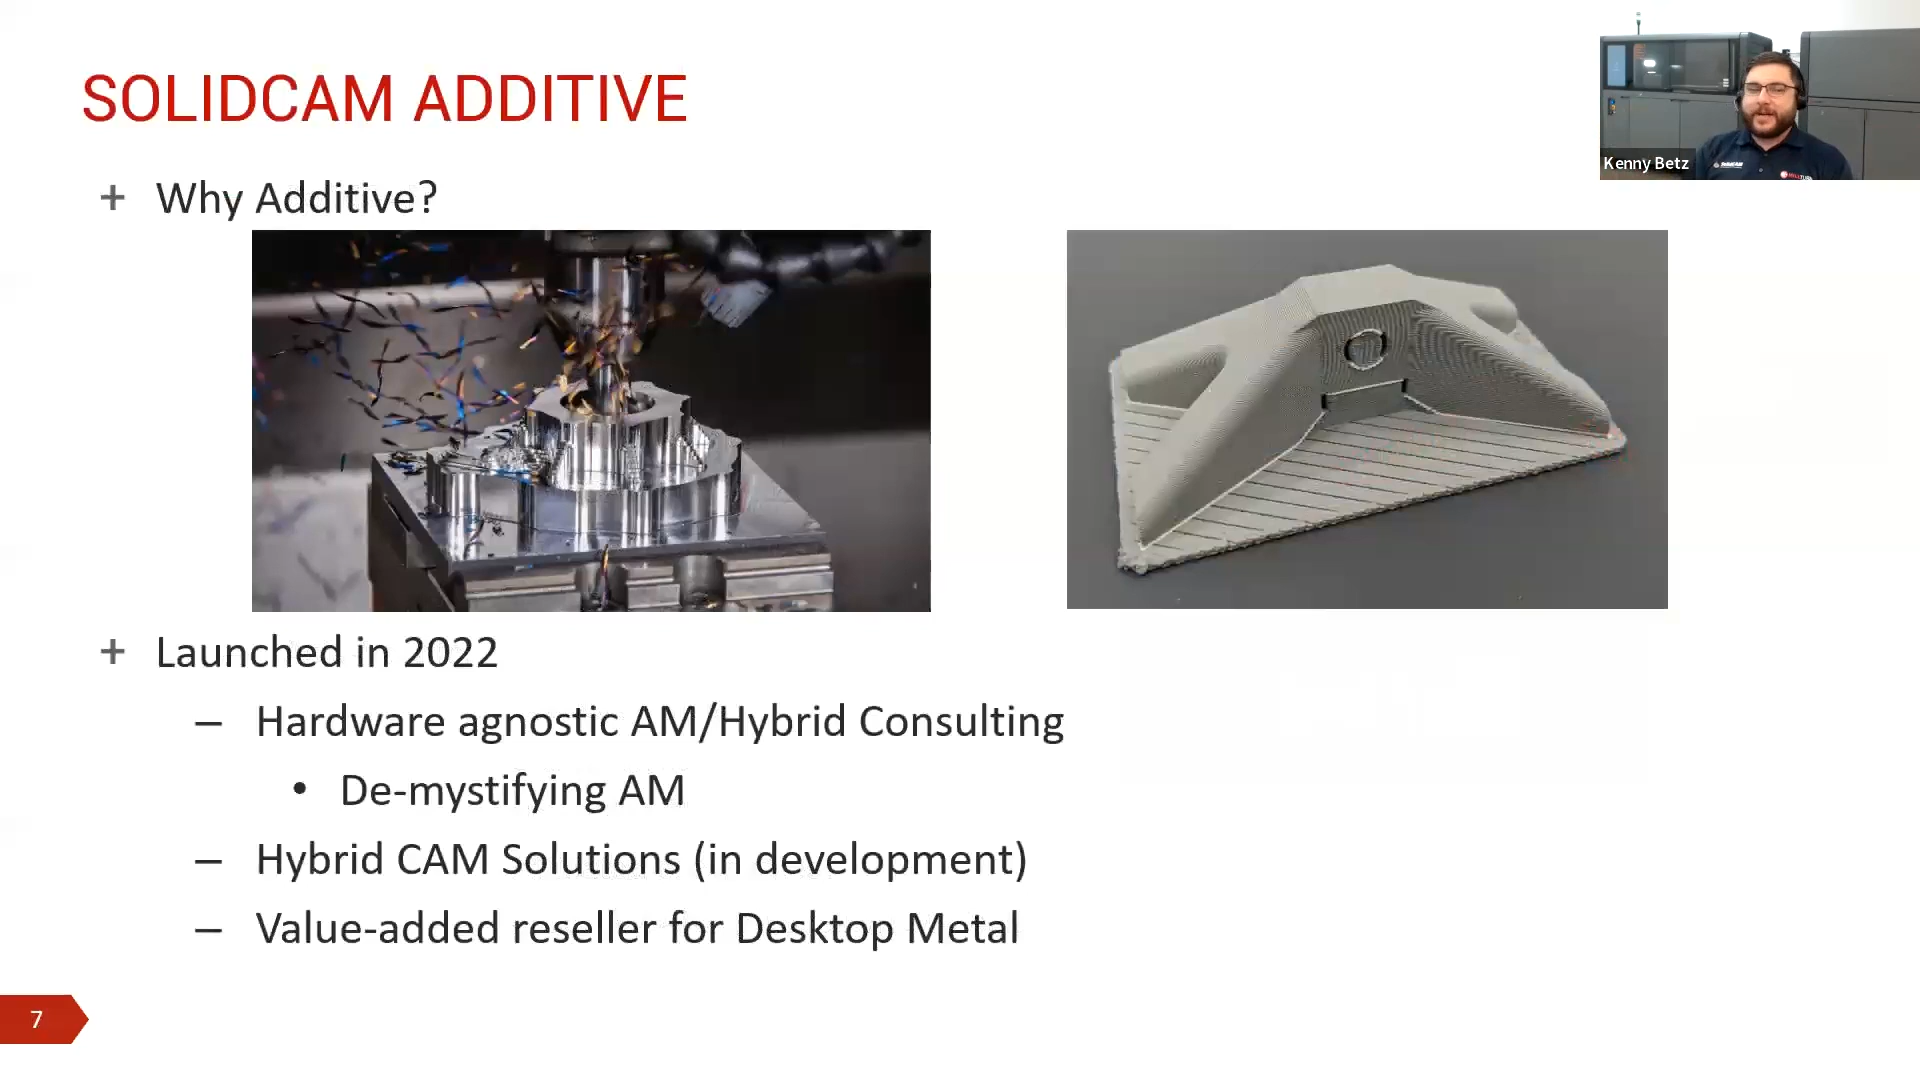 SOLIDCAM ADDITIVE
Kenny Betz
+ Why Additive?
+ Launched in 2022
– Hardware agnostic AM/Hybrid Consulting
• De-mystifying AM
– Hybrid CAM Solutions (in development)
– Value-added reseller for Desktop Metal
7